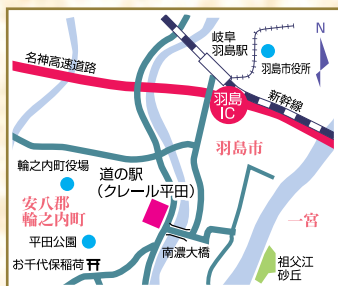 岐阜
羽島駅
N
羽島市役所
名神高速道路
新幹線
羽島
IC
羽島市
輪之内町役場
道の駅
（クレール平田）
安八郡
輪之内町
一宮
平田公園
南濃大橋
お千代保稲荷
祖父江
砂丘